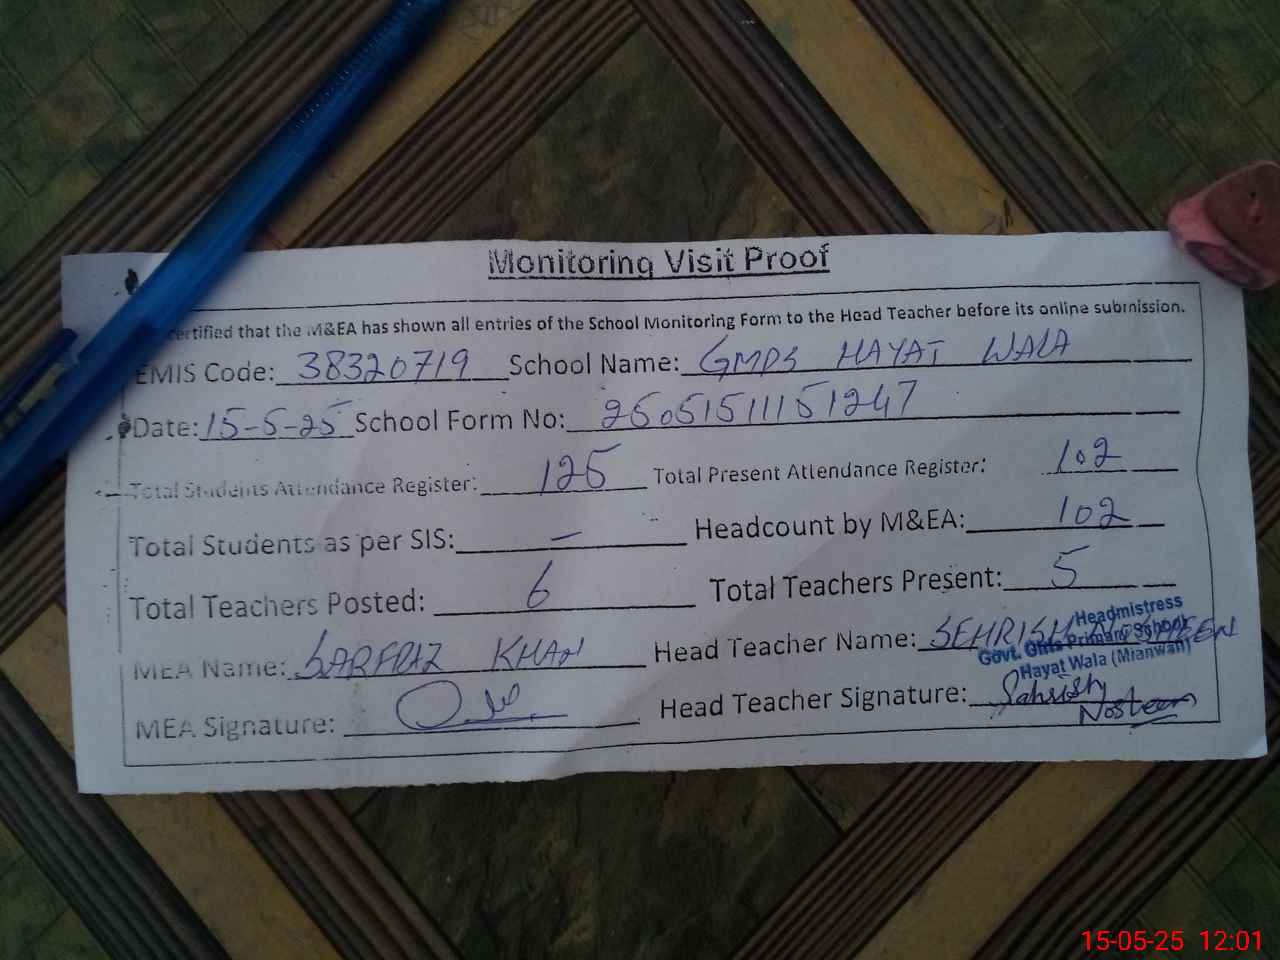 Monitoring Visit Proof
certified that the M&EA has shown all entries of the School Monitoring Form to the Head Teacher before its online submission.
EMIS Code: 38320719 School Name: GMPS HAYAT WALA
Date: 15-5-25 School Form No: 25051511151247
Total Students Attendance Register: 125 Total Present Attendance Register: 102
Total Students as per SIS: — Headcount by M&EA: 102
Total Teachers Posted: 6 Total Teachers Present: 5
MEA Name: SARFRAZ KHAN Head Teacher Name: SEHRISH
Headmistress
Govt. Girls Primary School
Hayat Wala (Mianwan)
MEA Signature: Head Teacher Signature: Sahrish
Nosteen
15-05-25 12:01